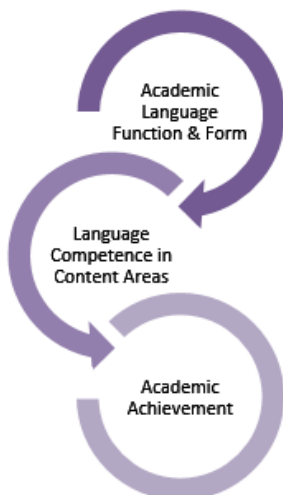 Academic
Language
Function & Form
Language
Competence in
Content Areas
Academic
Achievement